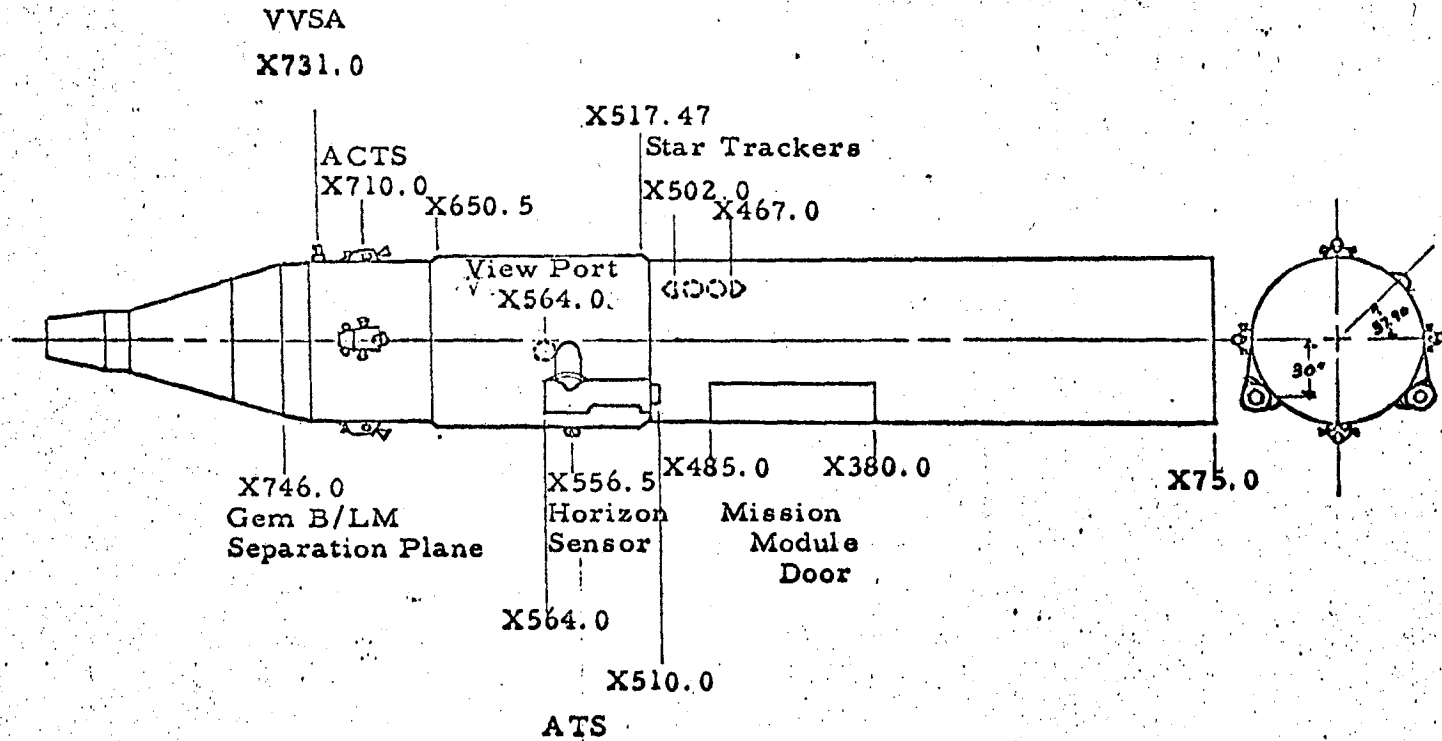 VVSA
X731.0
X517.47
Star Trackers
ACTS
X710.0
X650.5
X502.0
X467.0
View Port
X564.0
30°
X746.0
Gem B/LM
Separation Plane
X556.5
Horizon
Sensor
X485.0
X380.0
Mission
Module
Door
X75.0
X564.0
X510.0
ATS